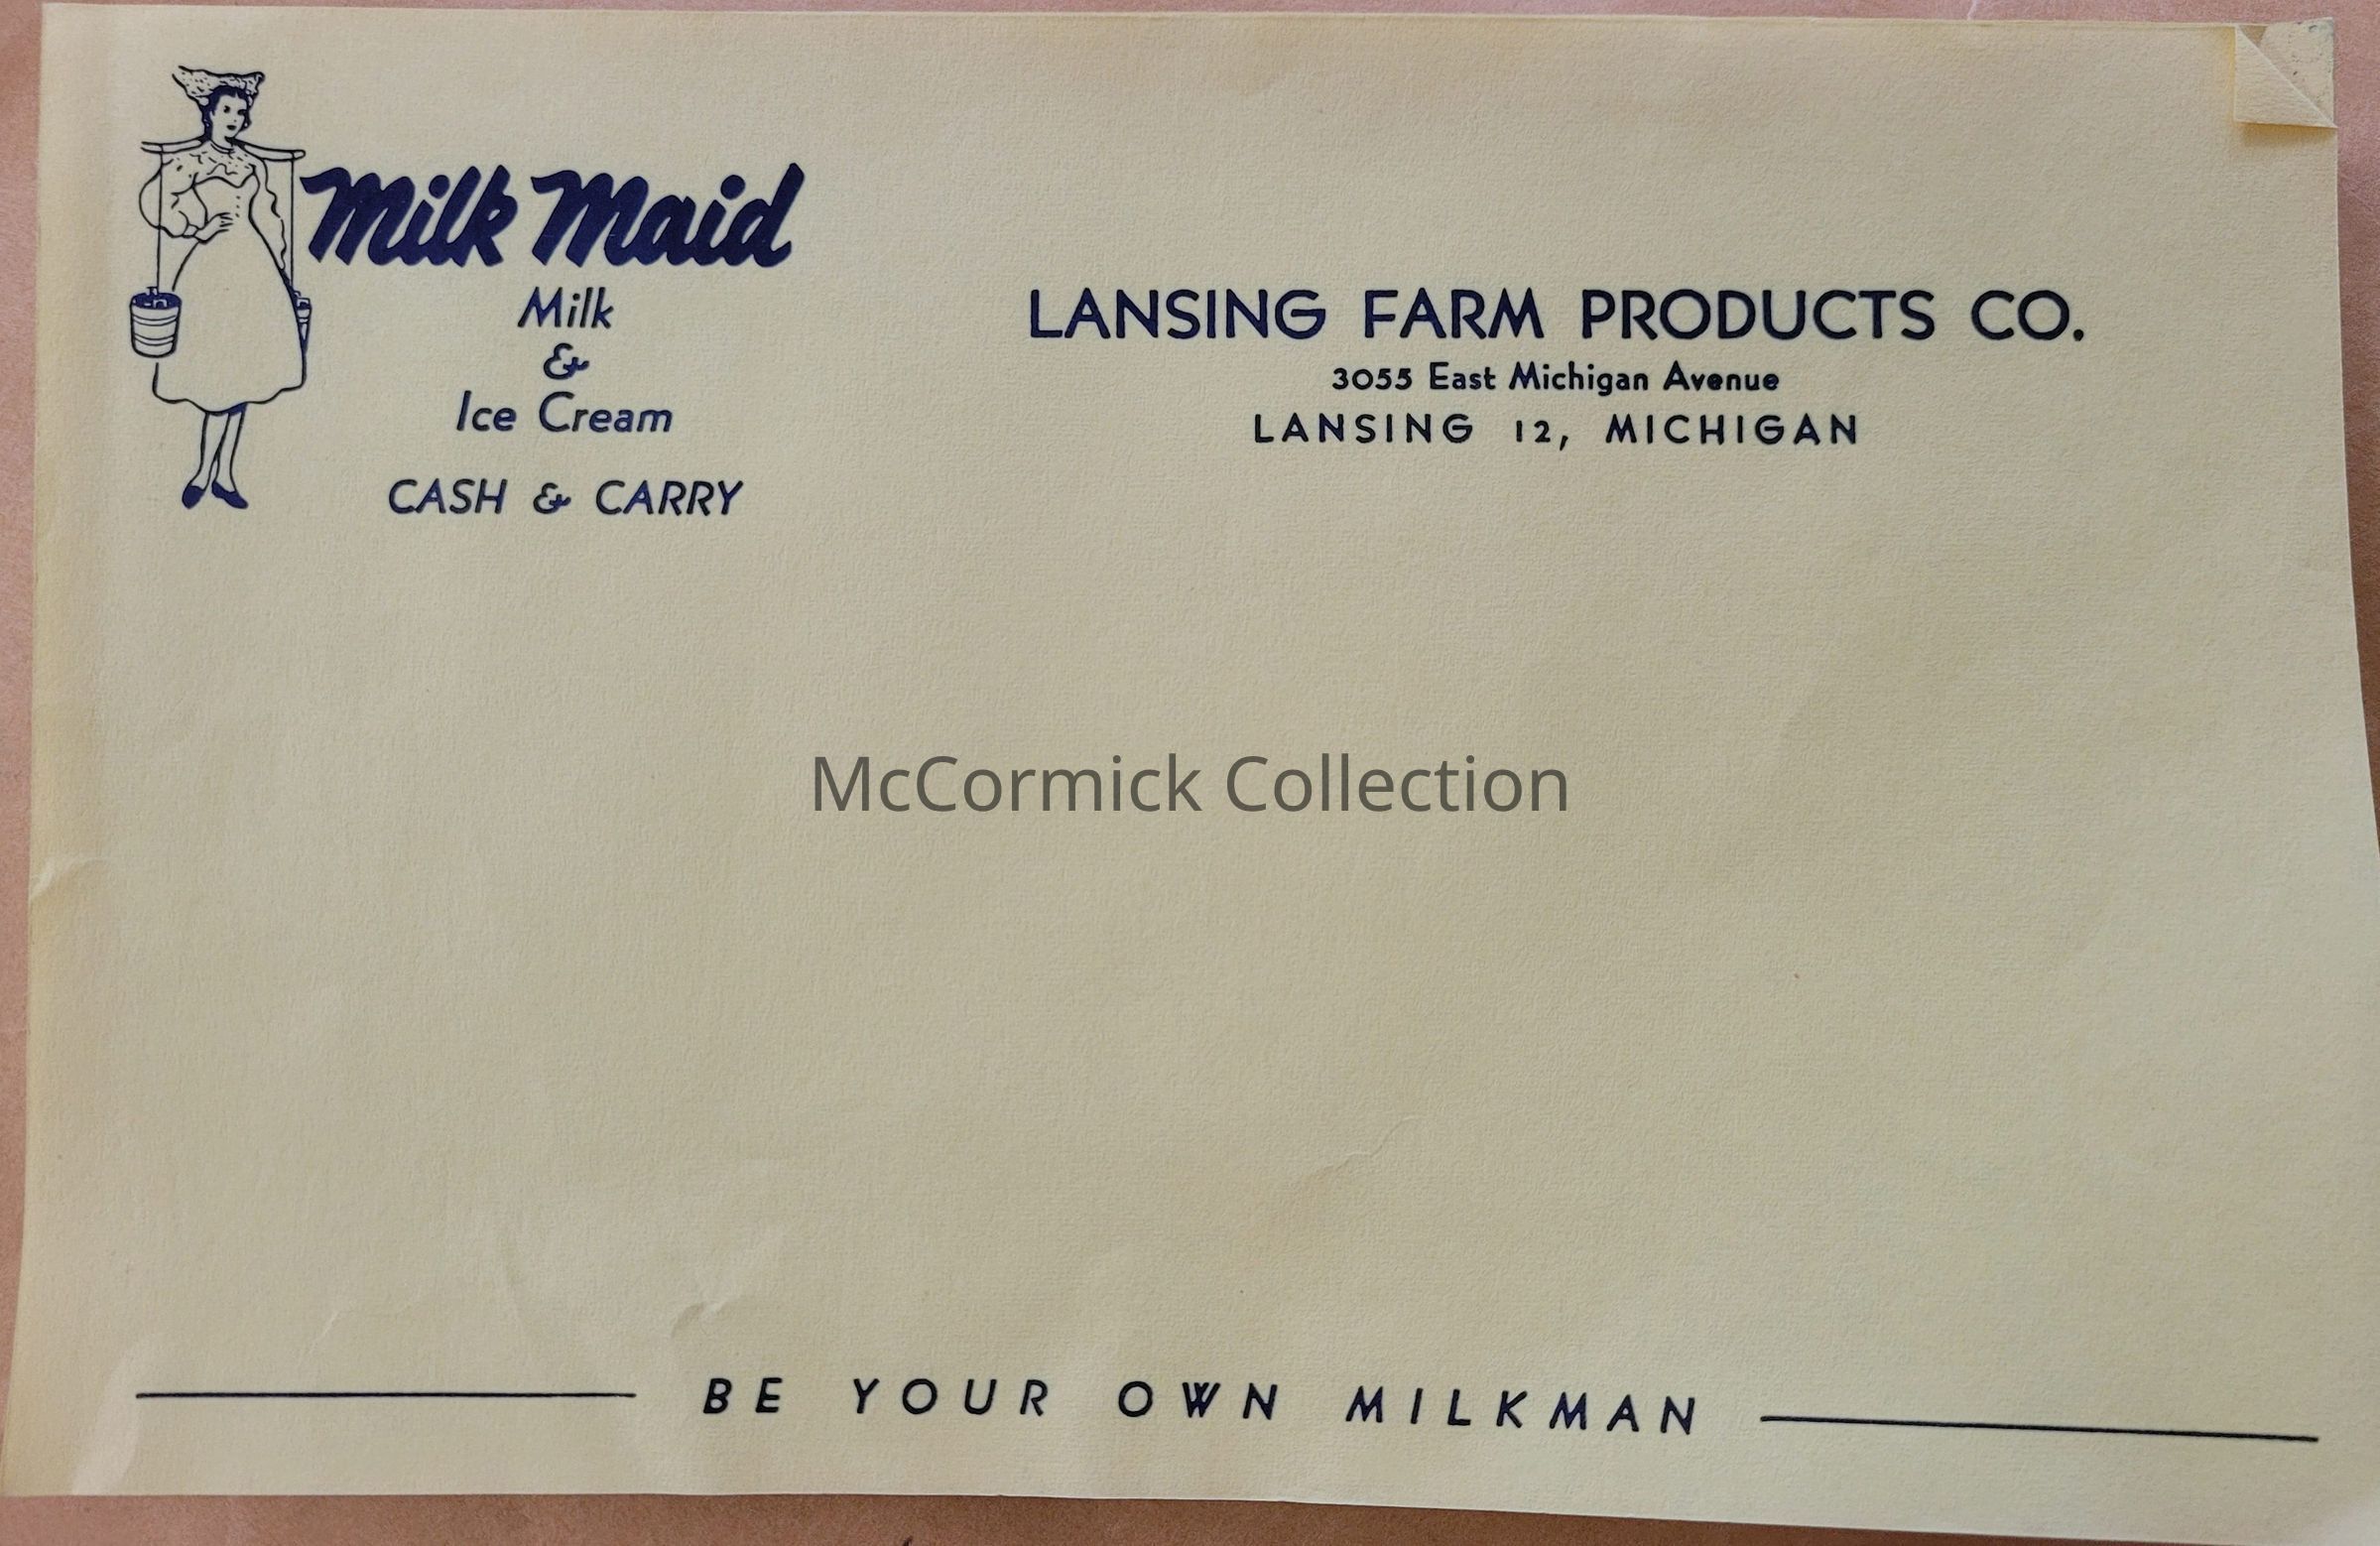 Milk Maid
Milk
&
Ice Cream
CASH & CARRY
LANSING FARM PRODUCTS CO.
3055 East Michigan Avenue
LANSING 12, MICHIGAN
McCormick Collection
BE YOUR OWN MILKMAN